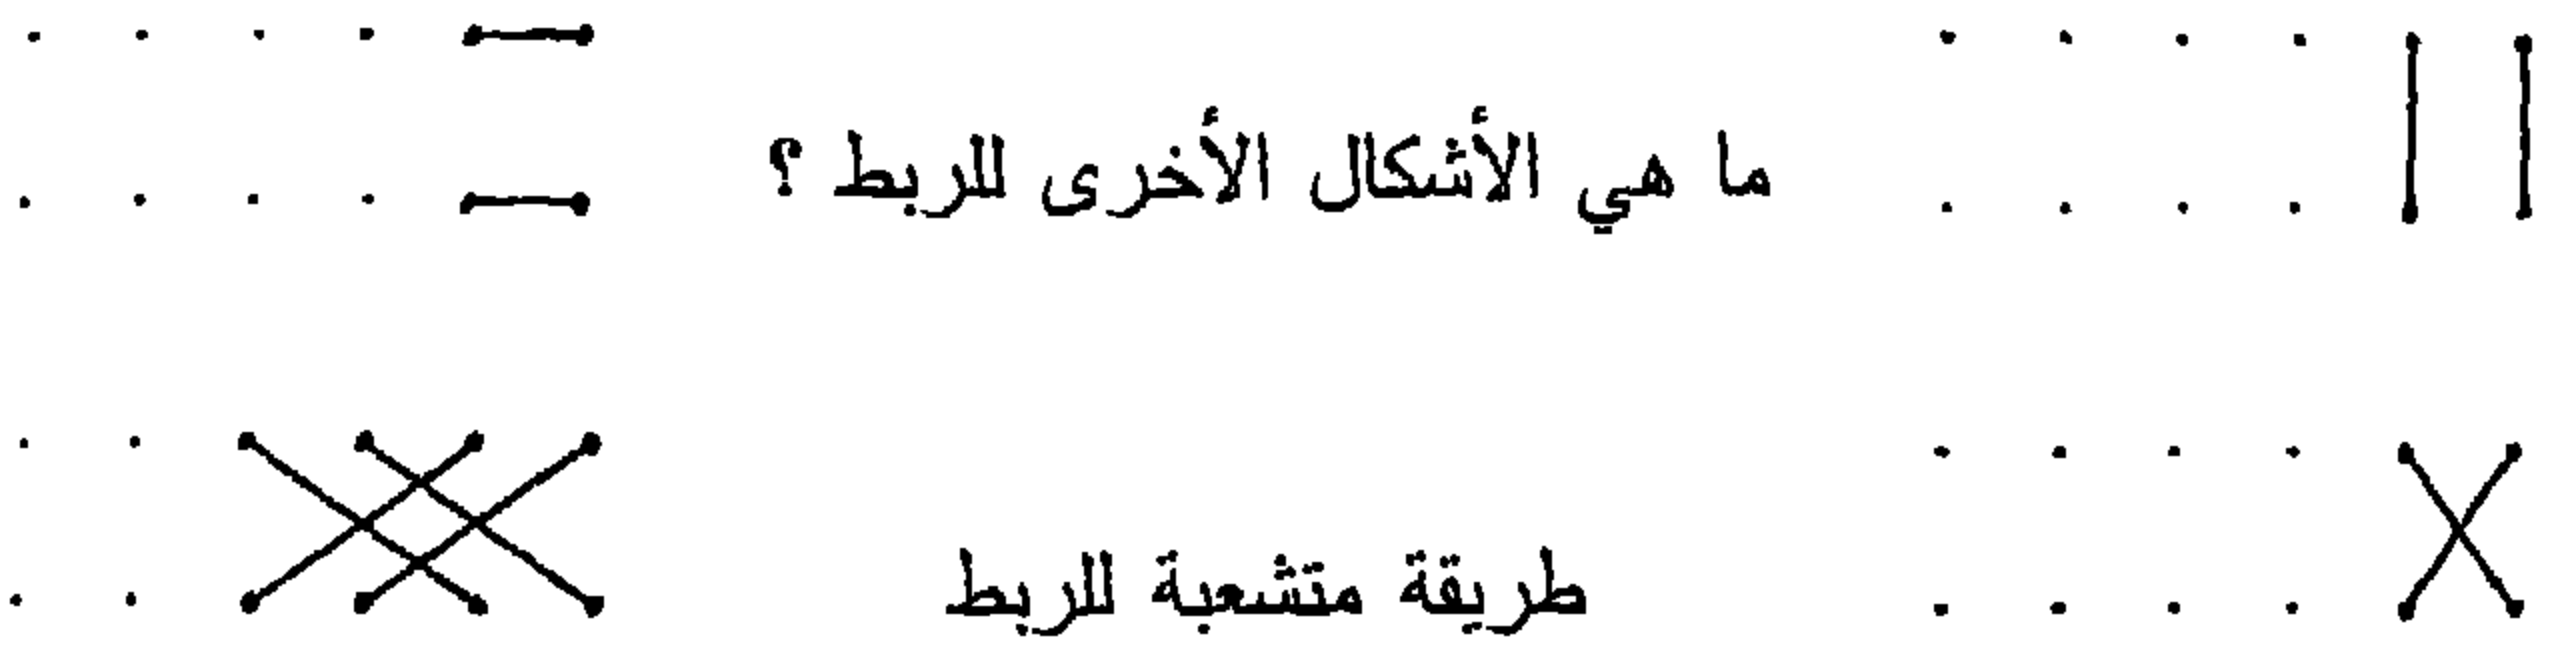 ما هي الأشكال الأخرى للربط ؟
طريقة متشعبة للربط